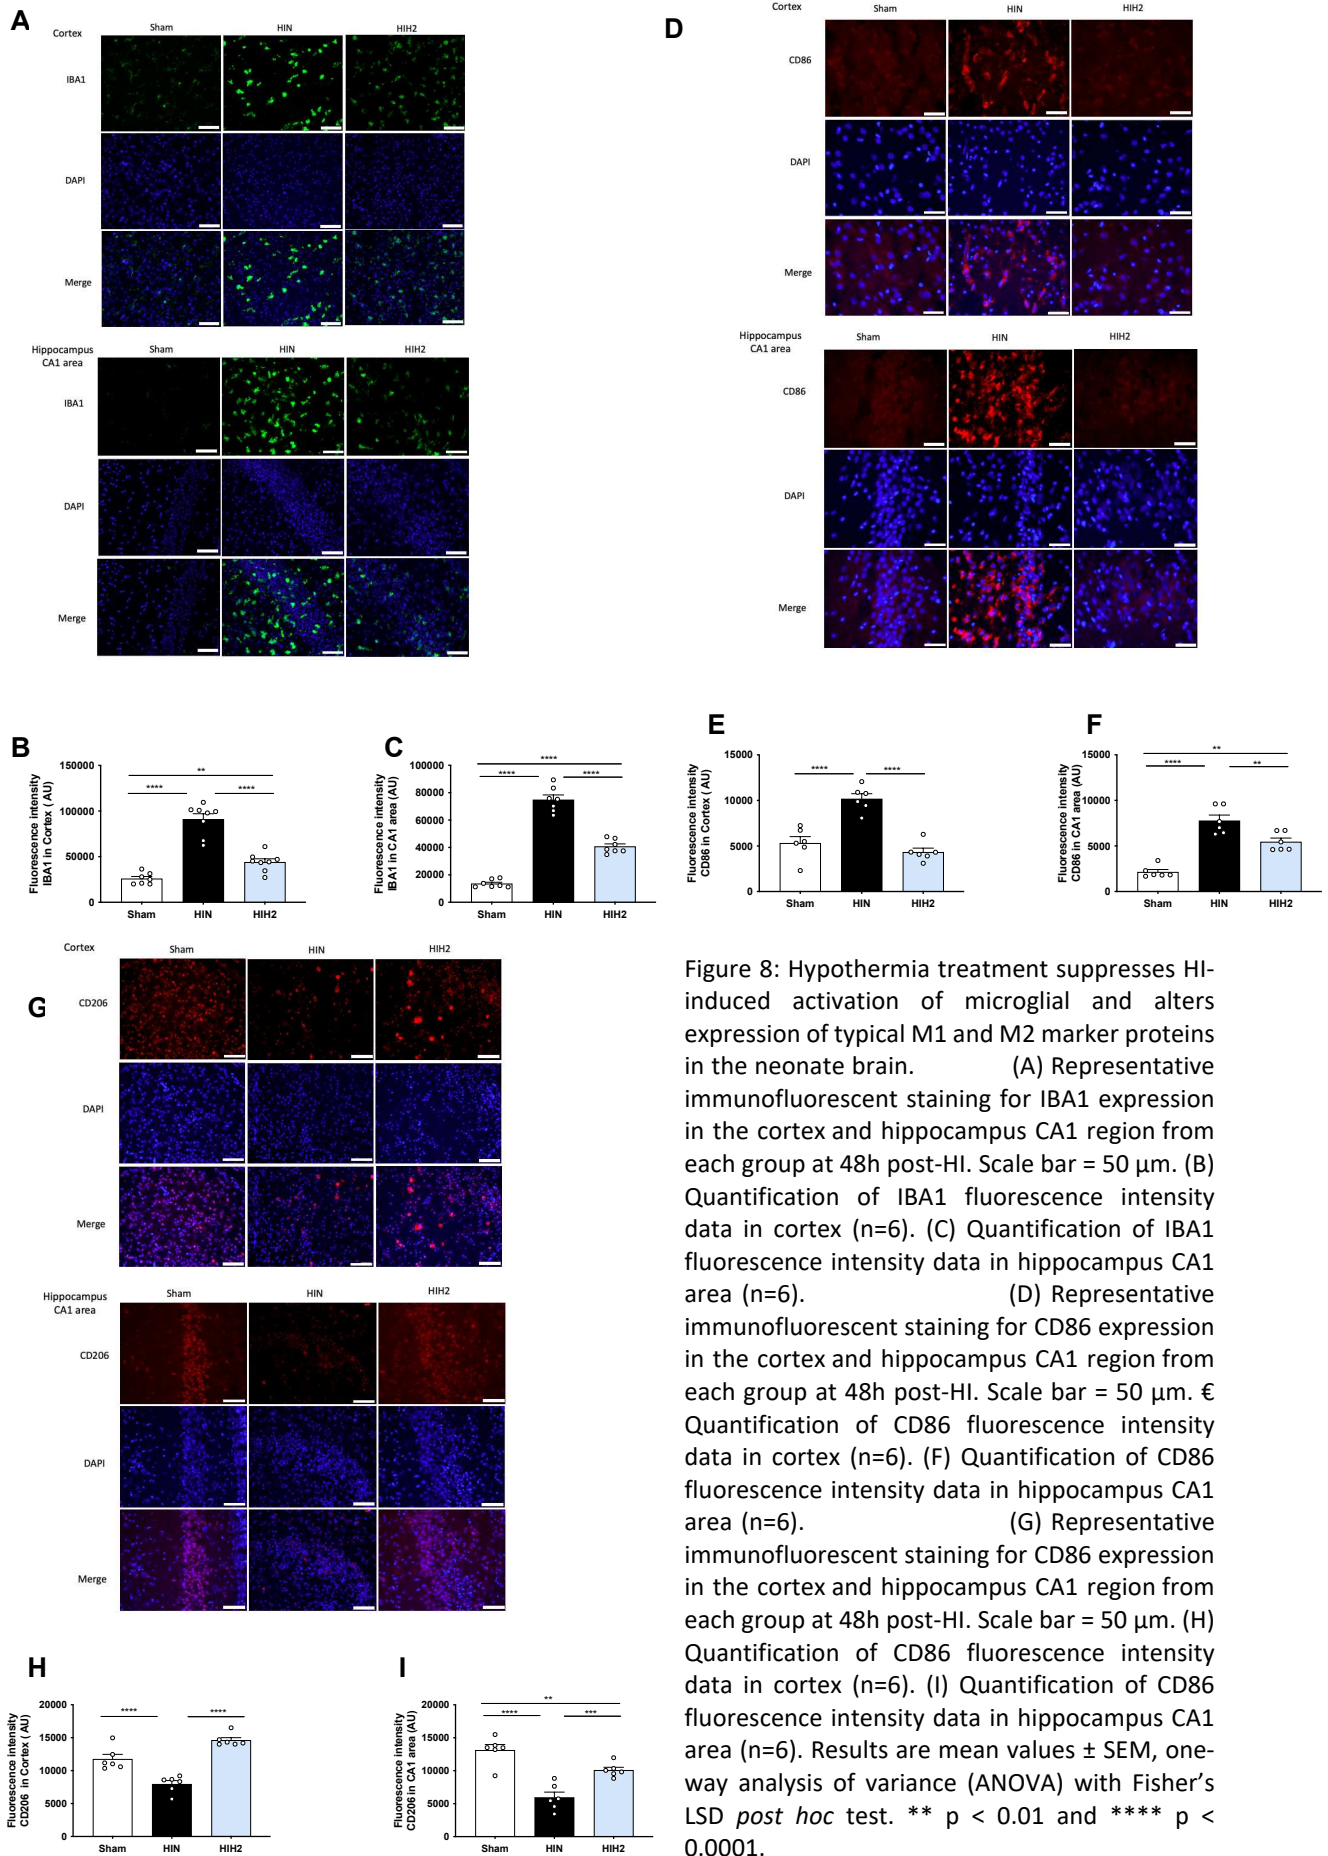 A
Cortex
Sham
HIN
HIH2
IBA1
DAPI
Merge
Hippocampus
CA1 area
Sham
HIN
HIH2
IBA1
DAPI
Merge
D
Cortex
Sham
HIN
HIH2
CD86
DAPI
Merge
Hippocampus
CA1 area
Sham
HIN
HIH2
CD86
DAPI
Merge
B
Fluorescence intensity
IBA1 in Cortex ( AU)
150000
100000
50000
0
**
****
****
Sham
HIN
HIH2
C
Fluorescence intensity
IBA1 in CA1 area (AU)
100000
80000
60000
40000
20000
0
****
****
****
Sham
HIN
HIH2
E
Fluorescence intensity
CD86 in Cortex (AU)
15000
10000
5000
0
****
****
Sham
HIN
HIH2
F
Fluorescence intensity
CD86 in CA1 area (AU)
15000
10000
5000
0
**
****
**
Sham
HIN
HIH2
G
Cortex
Sham
HIN
HIH2
CD206
DAPI
Merge
Hippocampus
CA1 area
Sham
HIN
HIH2
CD206
DAPI
Merge
H
Fluorescence intensity
CD206 in Cortex ( AU)
20000
15000
10000
5000
0
****
****
Sham
HIN
HIH2
I
Fluorescence intensity
CD206 in CA1 area (AU)
20000
15000
10000
5000
0
**
****
***
Sham
HIN
HIH2
Figure 8: Hypothermia treatment suppresses HI-
induced activation of microglial and alters
expression of typical M1 and M2 marker proteins
in the neonate brain. (A) Representative
immunofluorescent staining for IBA1 expression
in the cortex and hippocampus CA1 region from
each group at 48h post-HI. Scale bar = 50 μm. (B)
Quantification of IBA1 fluorescence intensity
data in cortex (n=6). (C) Quantification of IBA1
fluorescence intensity data in hippocampus CA1
area (n=6). (D) Representative
immunofluorescent staining for CD86 expression
in the cortex and hippocampus CA1 region from
each group at 48h post-HI. Scale bar = 50 μm. €
Quantification of CD86 fluorescence intensity
data in cortex (n=6). (F) Quantification of CD86
fluorescence intensity data in hippocampus CA1
area (n=6). (G) Representative
immunofluorescent staining for CD86 expression
in the cortex and hippocampus CA1 region from
each group at 48h post-HI. Scale bar = 50 μm. (H)
Quantification of CD86 fluorescence intensity
data in cortex (n=6). (I) Quantification of CD86
fluorescence intensity data in hippocampus CA1
area (n=6). Results are mean values ± SEM, one-
way analysis of variance (ANOVA) with Fisher’s
LSD post hoc test. ** p < 0.01 and **** p <
0.0001.